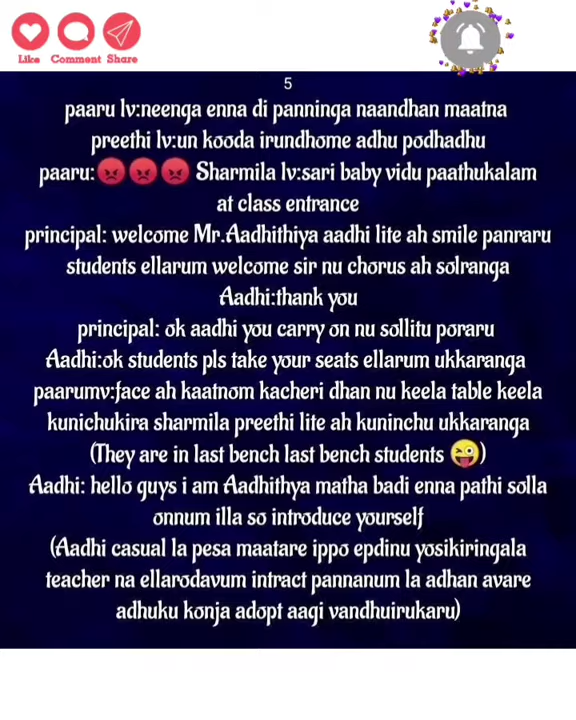 Like Comment Share
5
paaru lv:neenga enna di panninga naandhan maatna
preethi lv:un kooda irundhome adhu podhadhu
paaru:😡😡😡 Sharmila lv:sari baby vidu paathukalam
at class entrance
principal: welcome Mr.Aadhithiya aadhi lite ah smile panraru
students ellarum welcome sir nu chorus ah solranga
Aadhi:thank you
principal: ok aadhi you carry on nu sollitu poraru
Aadhi:ok students pls take your seats ellarum ukkaranga
paarumv:face ah kaatnom kacheri dhan nu keela table keela
kunichukira sharmila preethi lite ah kuninchu ukkaranga
(They are in last bench last bench students 😜)
Aadhi: hello guys i am Aadhithya matha badi enna pathi solla
onnum illa so introduce yourself
(Aadhi casual la pesa maatare ippo epdinu yosikiringala
teacher na ellarodavum intract pannanum la adhan avare
adhuku konja adopt aagi vandhuirukaru)